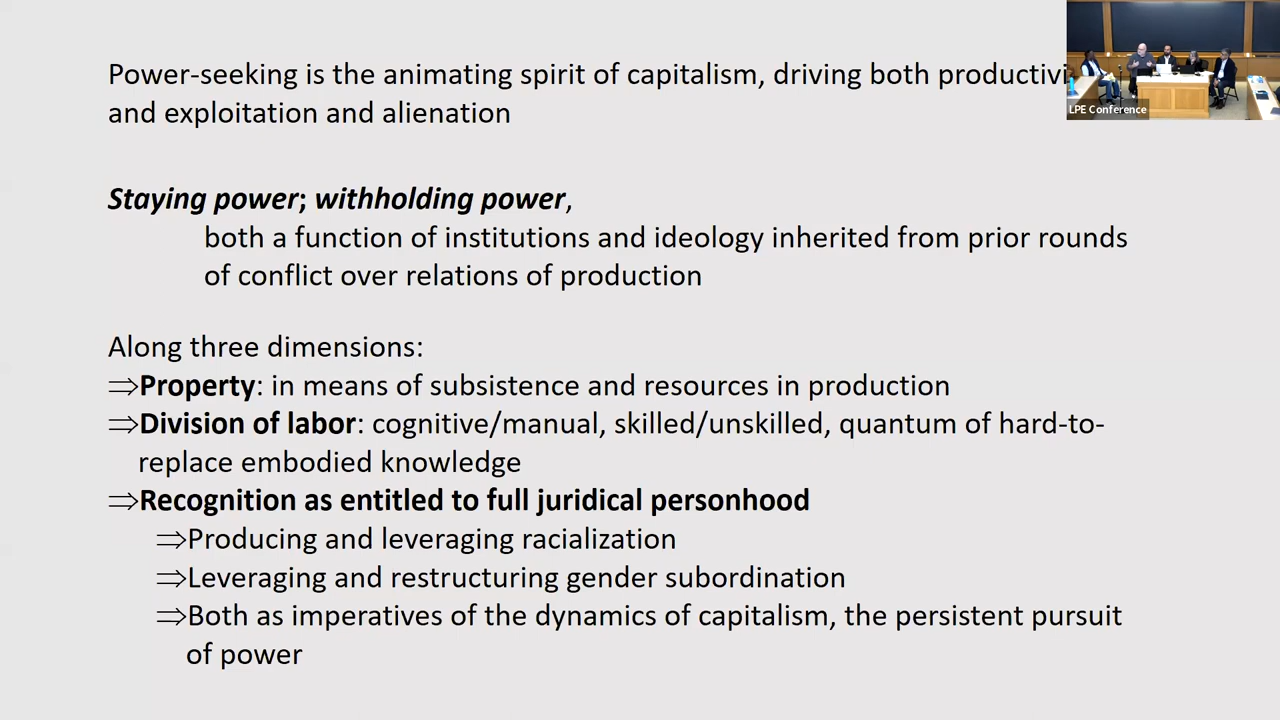 Power-seeking is the animating spirit of capitalism, driving both
and exploitation and alienation
LPE Conference
Staying power; withholding power,
both a function of institutions and ideology inherited from prior rounds
of conflict over relations of production
Along three dimensions:
⇒Property: in means of subsistence and resources in production
⇒Division of labor: cognitive/manual, skilled/unskilled, quantum of hard-to-
replace embodied knowledge
⇒Recognition as entitled to full juridical personhood
⇒Producing and leveraging racialization
⇒Leveraging and restructuring gender subordination
⇒Both as imperatives of the dynamics of capitalism, the persistent pursuit
of power